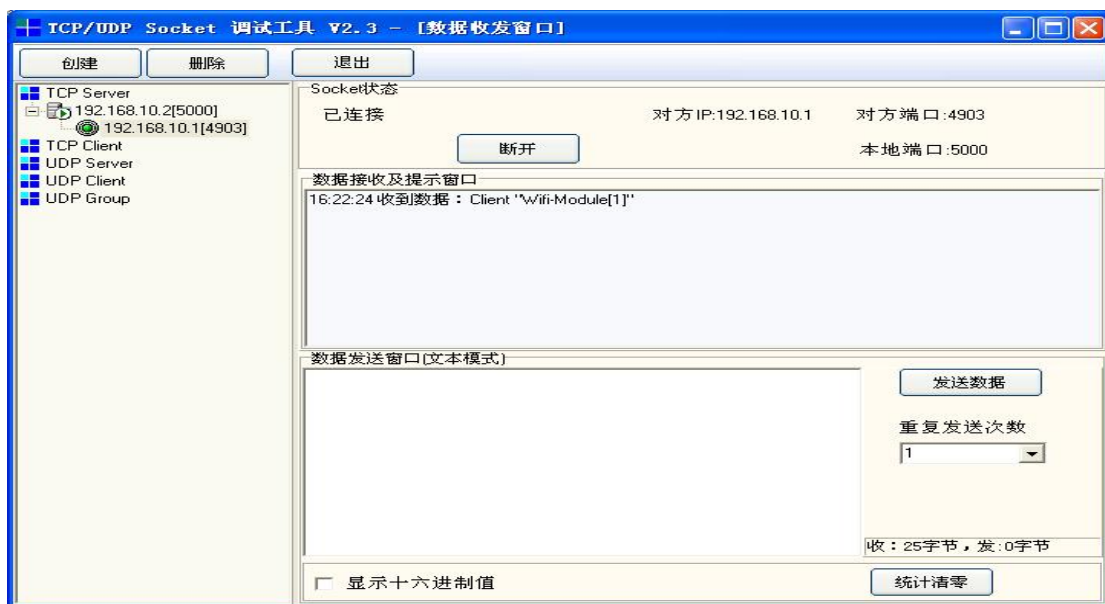 TCP/UDP Socket 调试工具 V2.3 - [数据收发窗口]
创建 删除 退出
TCP Server
192.168.10.2[5000]
192.168.10.1[4903]
TCP Client
UDP Server
UDP Client
UDP Group
Socket状态
已连接 对方IP:192.168.10.1 对方端口:4903
断开 本地端口:5000
数据接收及提示窗口
16:22:24 收到数据：Client "Wifi-Module[1]"
数据发送窗口(文本模式)
发送数据
重复发送次数
1
收：25字节，发:0字节
显示十六进制值 统计清零